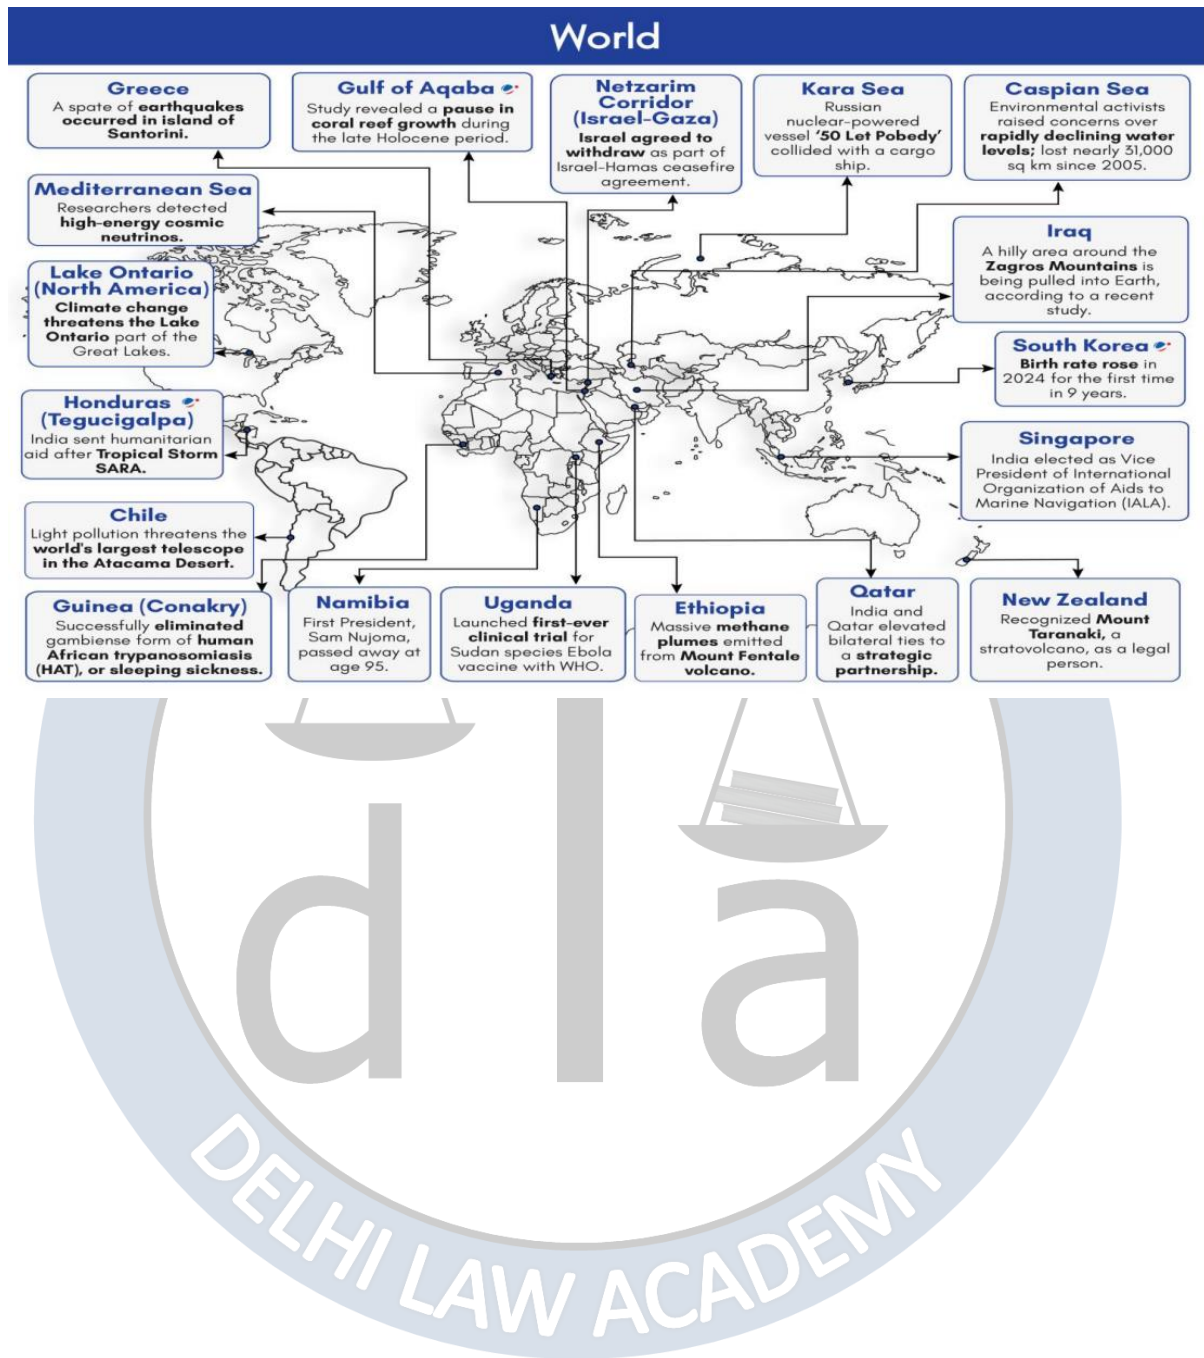 World
Greece
A spate of earthquakes
occurred in island of
Santorini.
Gulf of Aqaba
Study revealed a pause in
coral reef growth during
the late Holocene period.
Netzarim
Corridor
(Israel-Gaza)
Israel agreed to
withdraw as part of
Israel-Hamas ceasefire
agreement.
Kara Sea
Russian
nuclear-powered
vessel ‘50 Let Pobedy’
collided with a cargo
ship.
Caspian Sea
Environmental activists
raised concerns over
rapidly declining water
levels; lost nearly 31,000
sq km since 2005.
Mediterranean Sea
Researchers detected
high-energy cosmic
neutrinos.
Iraq
A hilly area around the
Zagros Mountains is
being pulled into Earth,
according to a recent
study.
Lake Ontario
(North America)
Climate change
threatens the Lake
Ontario part of the
Great Lakes.
South Korea
Birth rate rose in
2024 for the first time
in 9 years.
Honduras
(Tegucigalpa)
India sent humanitarian
aid after Tropical Storm
SARA.
Singapore
India elected as Vice
President of International
Organization of Aids to
Marine Navigation (IALA).
Chile
Light pollution threatens the
world's largest telescope
in the Atacama Desert.
Guinea (Conakry)
Successfully eliminated
gambiense form of human
African trypanosomiasis
(HAT), or sleeping sickness.
Namibia
First President,
Sam Nujoma,
passed away at
age 95.
Uganda
Launched first-ever
clinical trial for
Sudan species Ebola
vaccine with WHO.
Ethiopia
Massive methane
plumes emitted
from Mount Fentale
volcano.
Qatar
India and
Qatar elevated
bilateral ties to
a strategic
partnership.
New Zealand
Recognized Mount
Taranaki, a
stratovolcano, as a legal
person.
dla
DELHI LAW ACADEMY